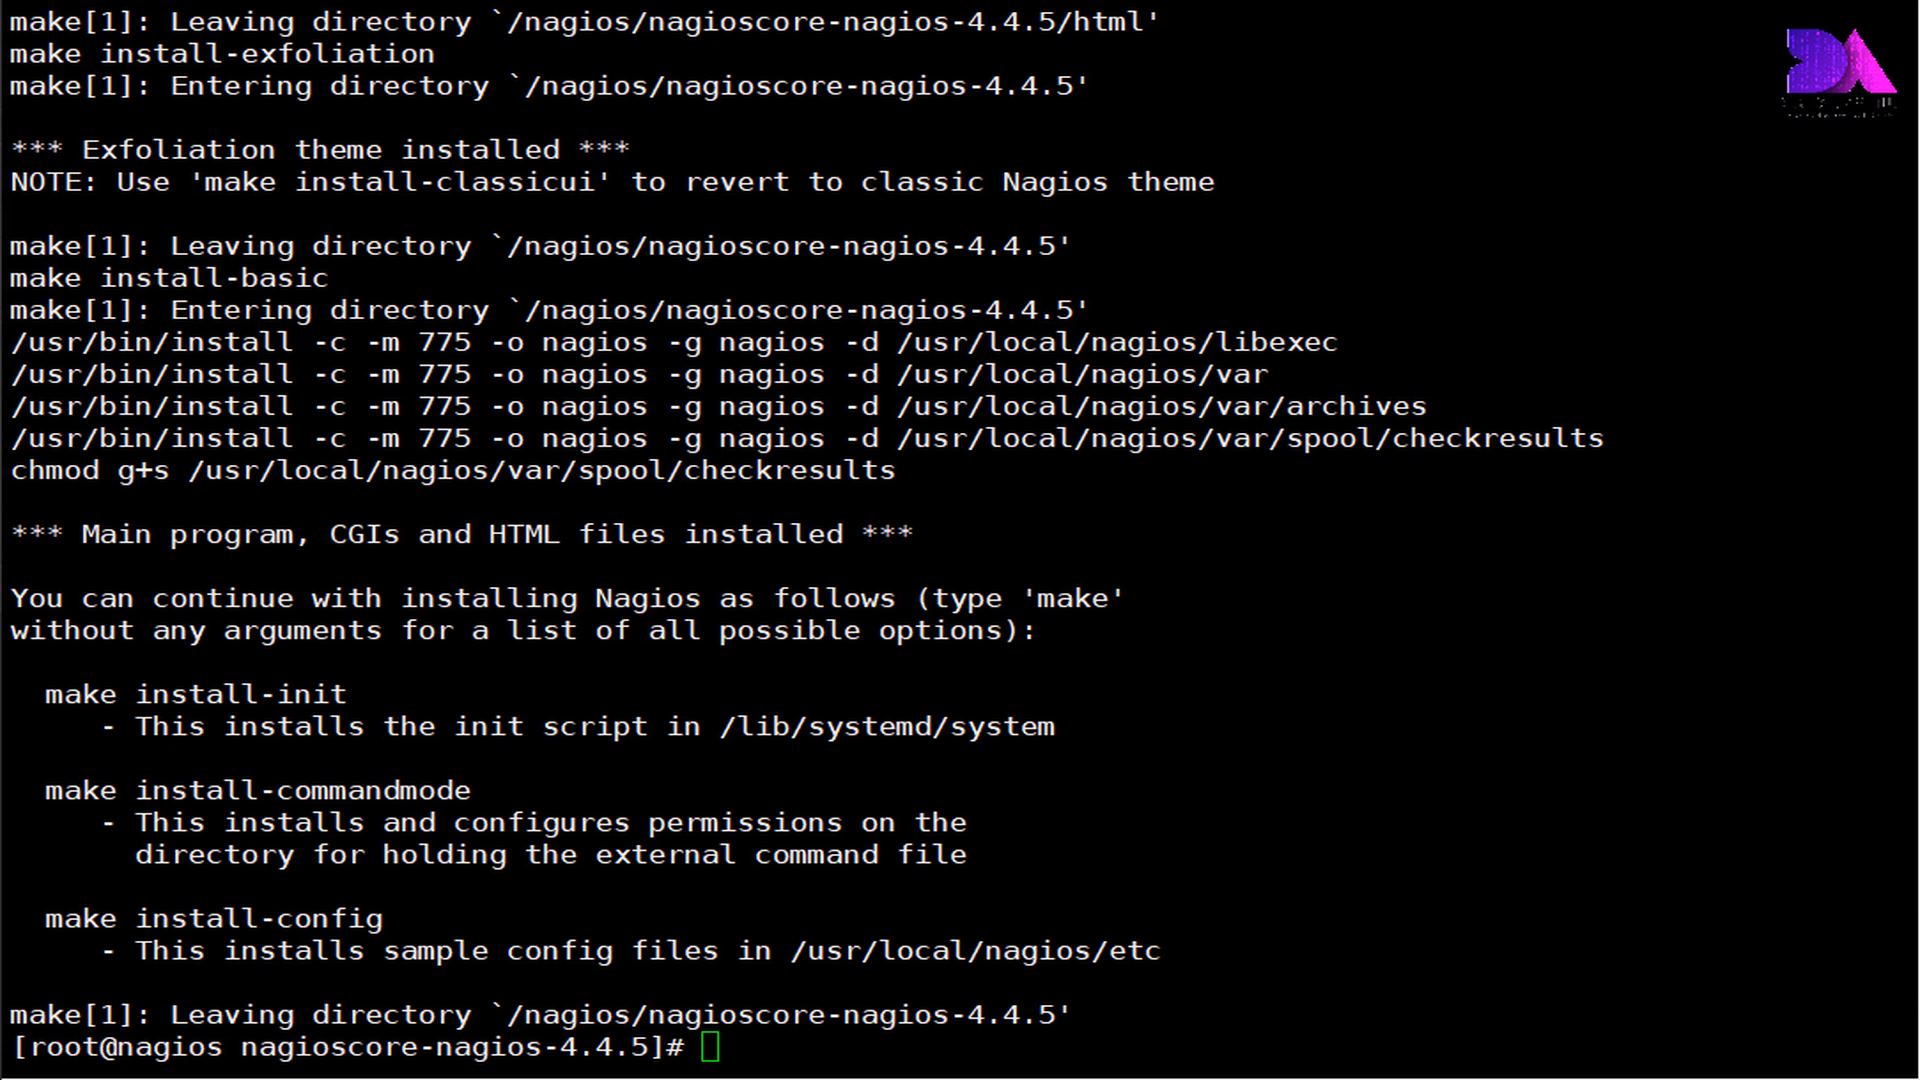 make[1]: Leaving directory `/nagios/nagioscore-nagios-4.4.5/html'
make install-exfoliation
make[1]: Entering directory `/nagios/nagioscore-nagios-4.4.5'
*** Exfoliation theme installed ***
NOTE: Use 'make install-classicui' to revert to classic Nagios theme
make[1]: Leaving directory `/nagios/nagioscore-nagios-4.4.5'
make install-basic
make[1]: Entering directory `/nagios/nagioscore-nagios-4.4.5'
/usr/bin/install -c -m 775 -o nagios -g nagios -d /usr/local/nagios/libexec
/usr/bin/install -c -m 775 -o nagios -g nagios -d /usr/local/nagios/var
/usr/bin/install -c -m 775 -o nagios -g nagios -d /usr/local/nagios/var/archives
/usr/bin/install -c -m 775 -o nagios -g nagios -d /usr/local/nagios/var/spool/checkresults
chmod g+s /usr/local/nagios/var/spool/checkresults
*** Main program, CGIs and HTML files installed ***
You can continue with installing Nagios as follows (type 'make'
without any arguments for a list of all possible options):
make install-init
- This installs the init script in /lib/systemd/system
make install-commandmode
- This installs and configures permissions on the
directory for holding the external command file
make install-config
- This installs sample config files in /usr/local/nagios/etc
make[1]: Leaving directory `/nagios/nagioscore-nagios-4.4.5'
[root@nagios nagioscore-nagios-4.4.5]#